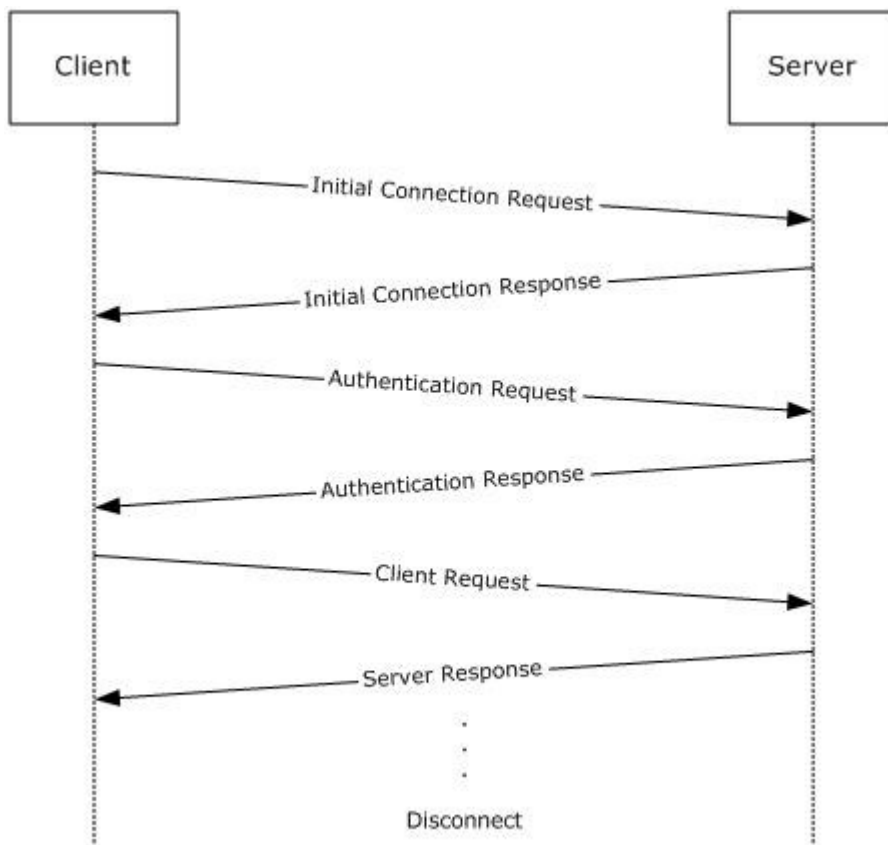 Client
Server
Initial Connection Request
Initial Connection Response
Authentication Request
Authentication Response
Client Request
Server Response
Disconnect